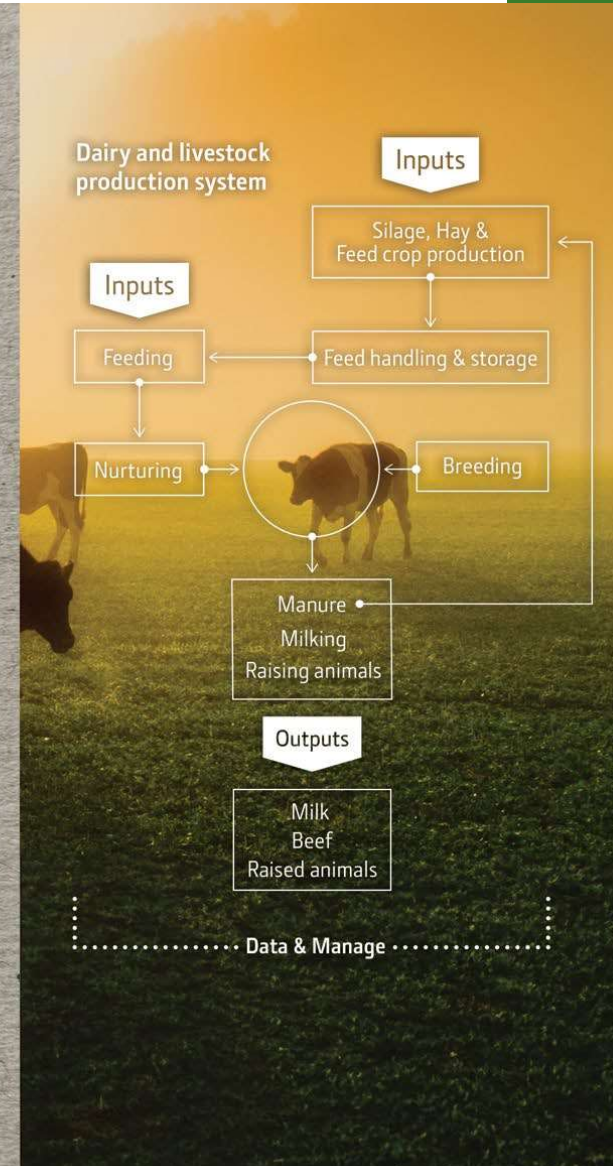 Dairy and livestock
production system
Inputs
Silage, Hay &
Feed crop production
Inputs
Feeding
Feed handling & storage
Nurturing
Breeding
Manure
Milking
Raising animals
Outputs
Milk
Beef
Raised animals
Data & Manage